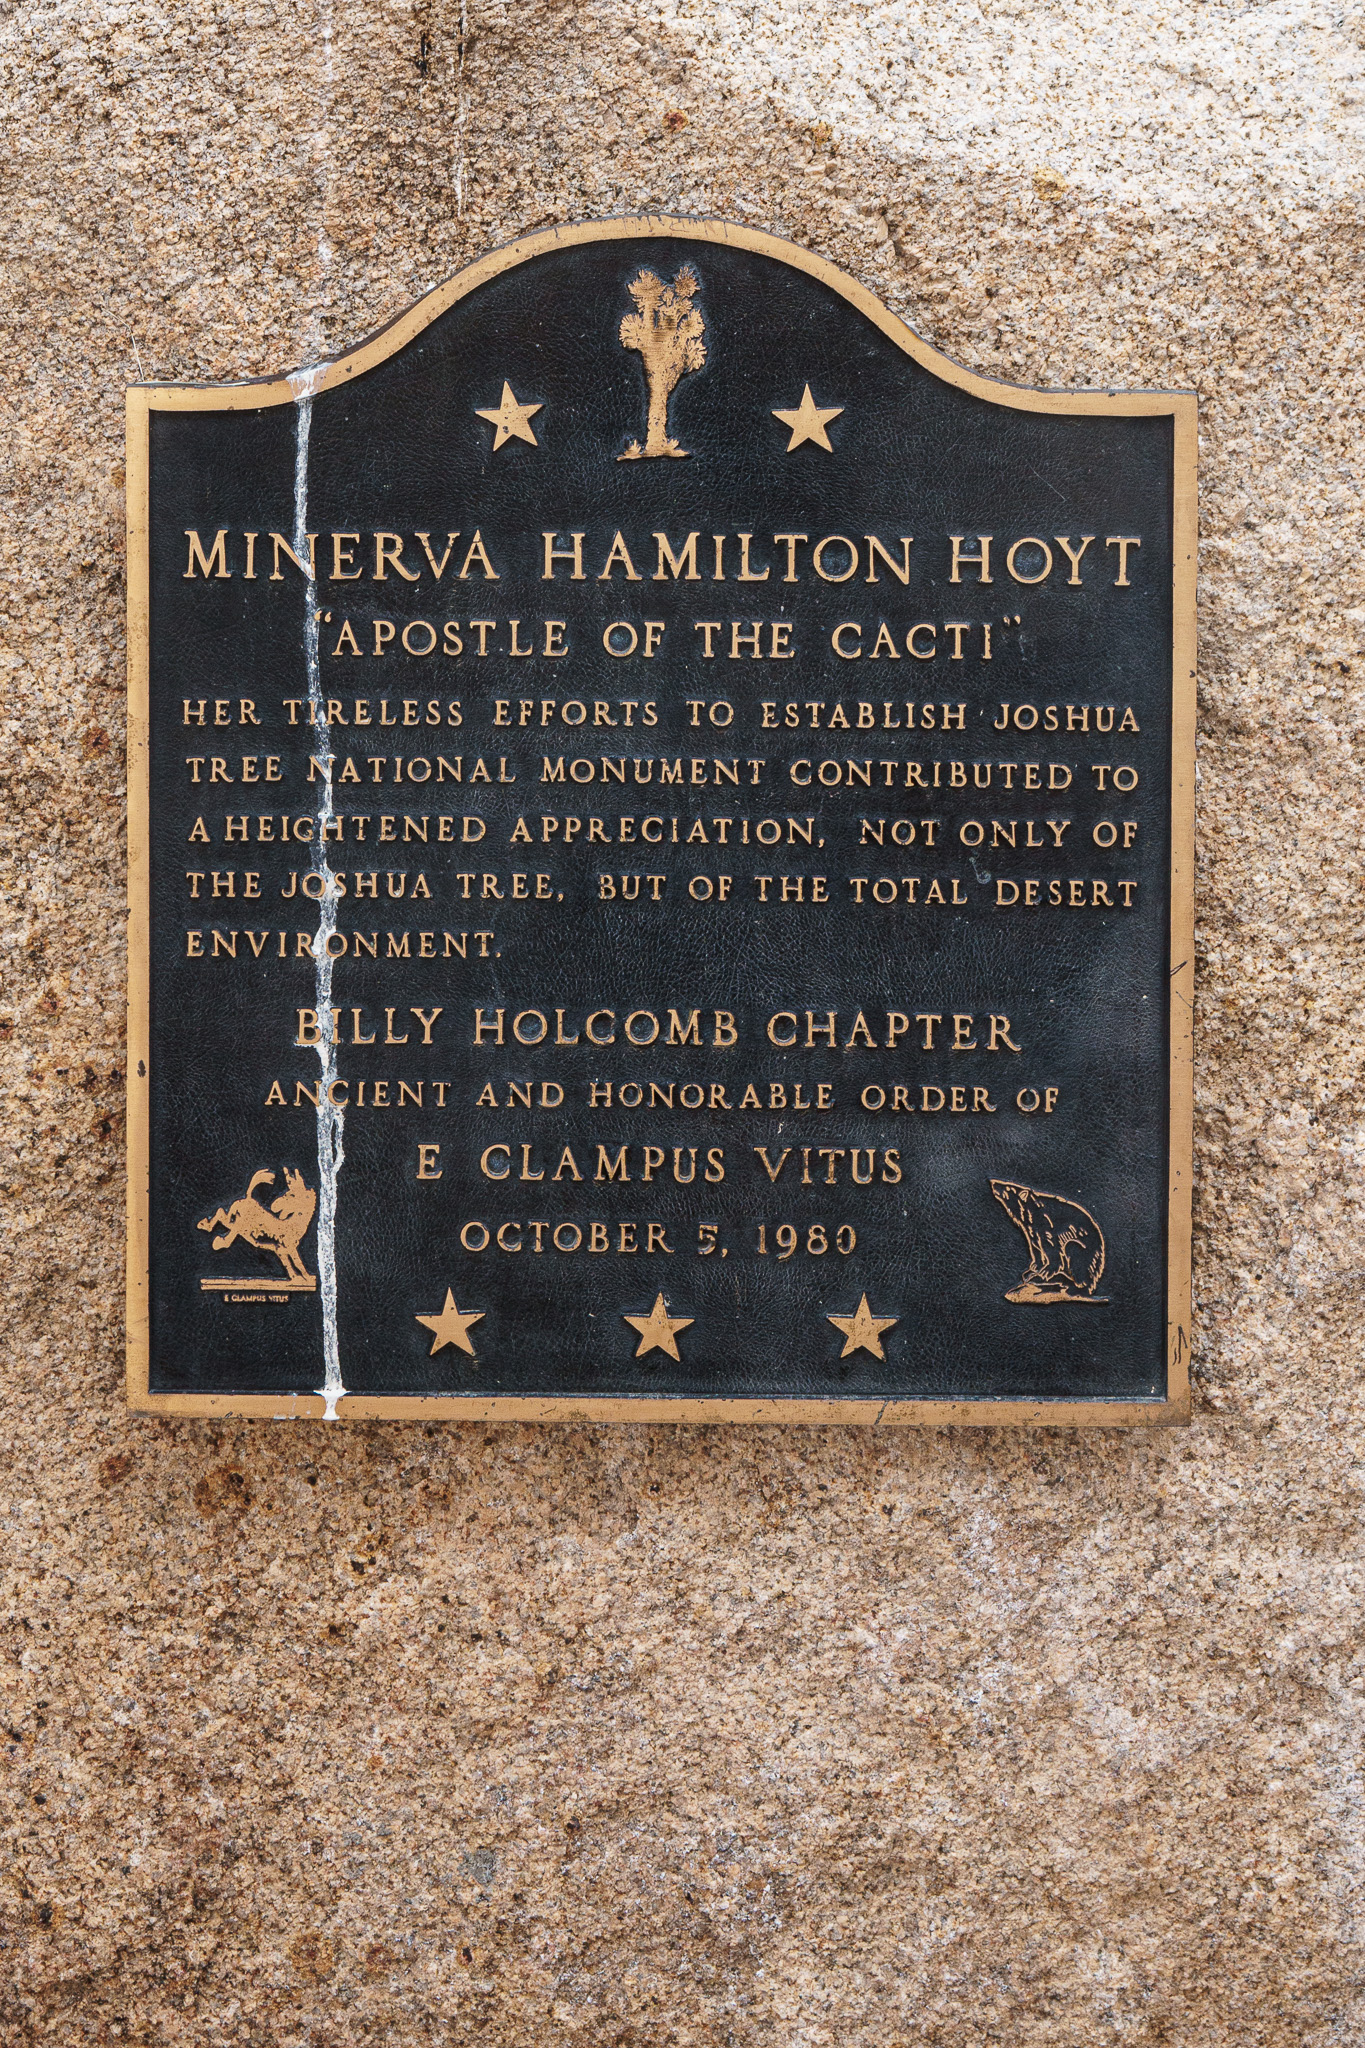 MINERVA HAMILTON HOYT
"APOSTLE OF THE CACTI"
HER TIRELESS EFFORTS TO ESTABLISH JOSHUA
TREE NATIONAL MONUMENT CONTRIBUTED TO
A HEIGHTENED APPRECIATION, NOT ONLY OF
THE JOSHUA TREE, BUT OF THE TOTAL DESERT
ENVIRONMENT.
BILLY HOLCOMB CHAPTER
ANCIENT AND HONORABLE ORDER OF
E CLAMPUS VITUS
OCTOBER 5, 1980
E CLAMPUS VITUS